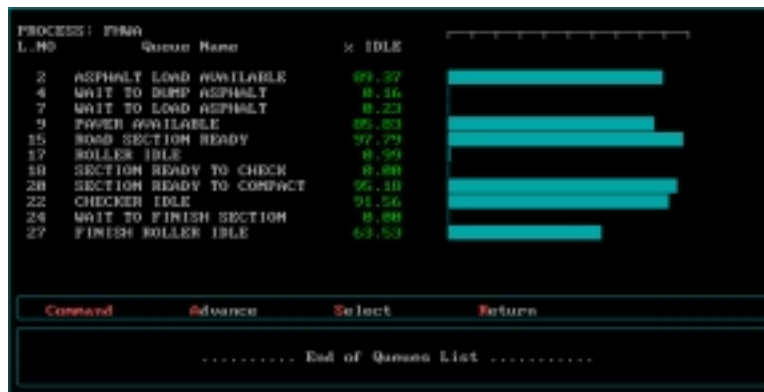 PROCESS: FHWA
L.NO Queue Name % IDLE
2 ASPHALT LOAD AVAILABLE 89.37
4 WAIT TO DUMP ASPHALT 0.16
7 WAIT TO LOAD ASPHALT 0.23
9 PAVER AVAILABLE 85.83
15 ROAD SECTION READY 97.79
17 ROLLER IDLE 0.99
18 SECTION READY TO CHECK 0.00
20 SECTION READY TO COMPACT 95.18
22 CHECKER IDLE 91.56
24 WAIT TO FINISH SECTION 0.00
27 FINISH ROLLER IDLE 63.53
Command Advance Select Return
.......... End of Queues List ...........